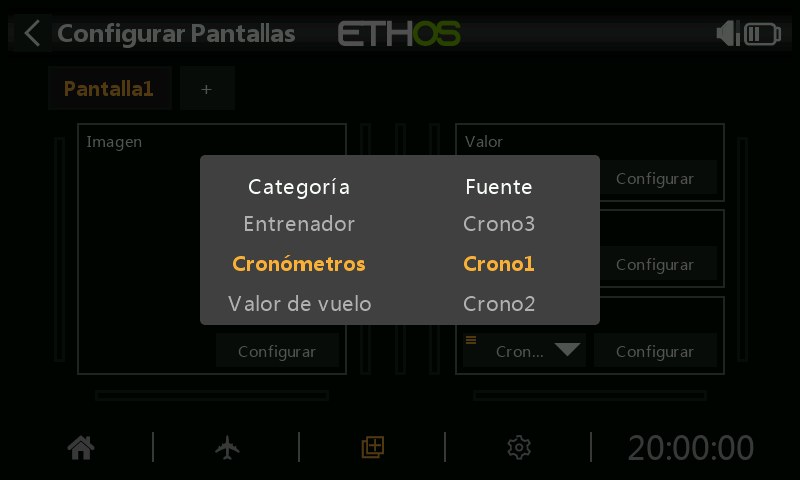 Configurar Pantallas
ETHOS
Pantalla1
+
Imagen
Valor
Configurar
Categoría
Fuente
Entrenador
Crono3
Cronómetros
Crono1
Configurar
Valor de vuelo
Crono2
Configurar
Cron...
Configurar
20:00:00